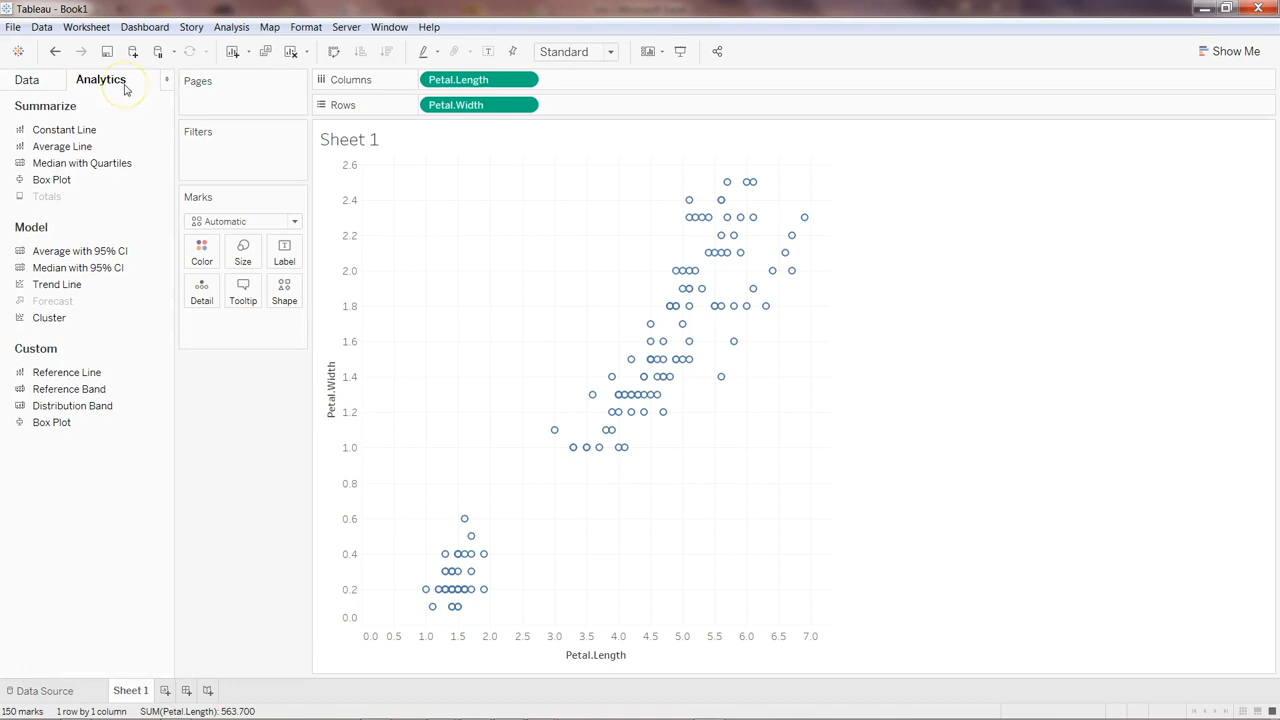 Tableau - Book1
File Data Worksheet Dashboard Story Analysis Map Format Server Window Help
Standard
Show Me
Data Analytics
Summarize
Constant Line
Average Line
Median with Quartiles
Box Plot
Totals
Model
Average with 95% CI
Median with 95% CI
Trend Line
Forecast
Cluster
Custom
Reference Line
Reference Band
Distribution Band
Box Plot
Pages
Filters
Marks
Automatic
Color Size Label
Detail Tooltip Shape
Columns Petal.Length
Rows Petal.Width
Sheet 1
2.6
2.4
2.2
2.0
1.8
1.6
1.4
1.2
1.0
0.8
0.6
0.4
0.2
0.0
Petal.Width
0.0 0.5 1.0 1.5 2.0 2.5 3.0 3.5 4.0 4.5 5.0 5.5 6.0 6.5 7.0
Petal.Length
Data Source Sheet 1
150 marks 1 row by 1 column SUM(Petal.Length): 563.700